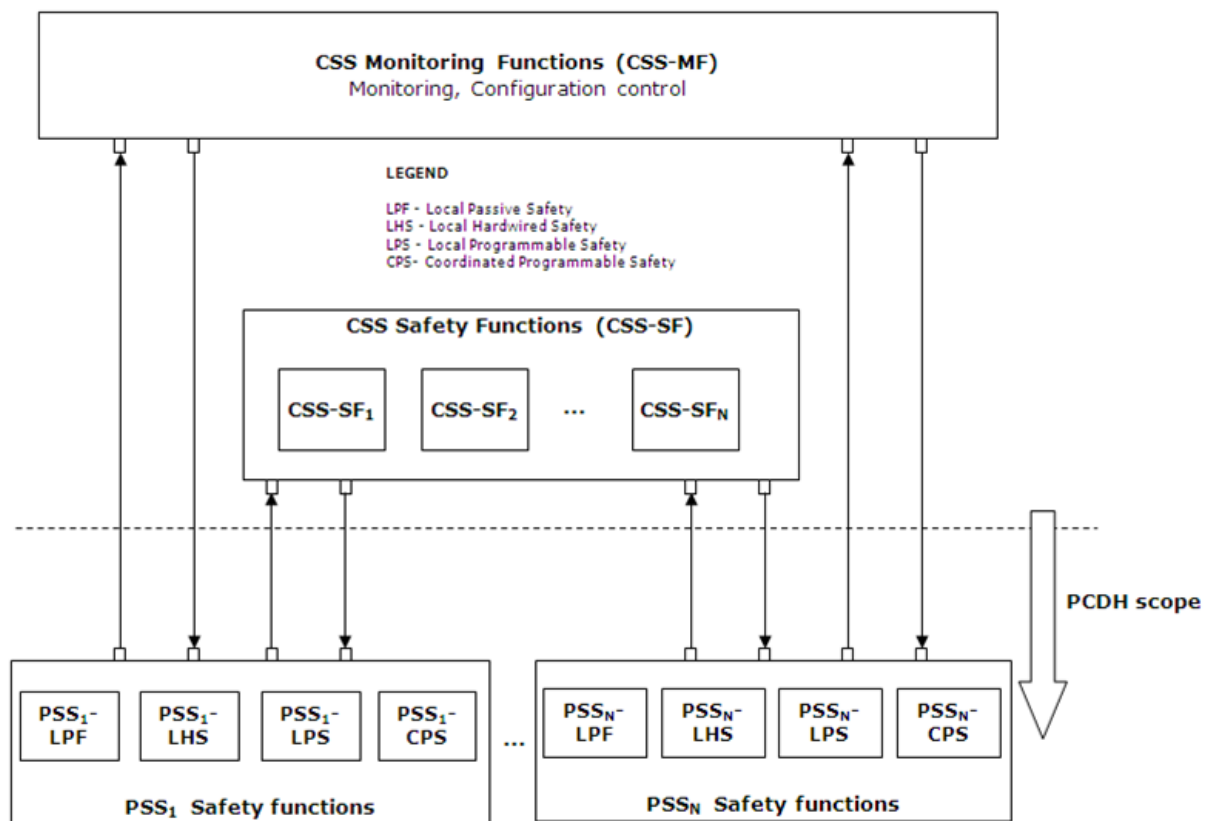 CSS Monitoring Functions (CSS-MF)
Monitoring, Configuration control
LEGEND
LPF - Local Passive Safety
LHS - Local Hardwired Safety
LPS - Local Programmable Safety
CPS- Coordinated Programmable Safety
CSS Safety Functions (CSS-SF)
CSS-SF₁ CSS-SF₂ ... CSS-SFN
PCDH scope
PSS₁-
LPF
PSS₁-
LHS
PSS₁-
LPS
PSS₁-
CPS
...
PSSN-
LPF
PSSN-
LHS
PSSN-
LPS
PSSN-
CPS
PSS₁ Safety functions
PSSN Safety functions